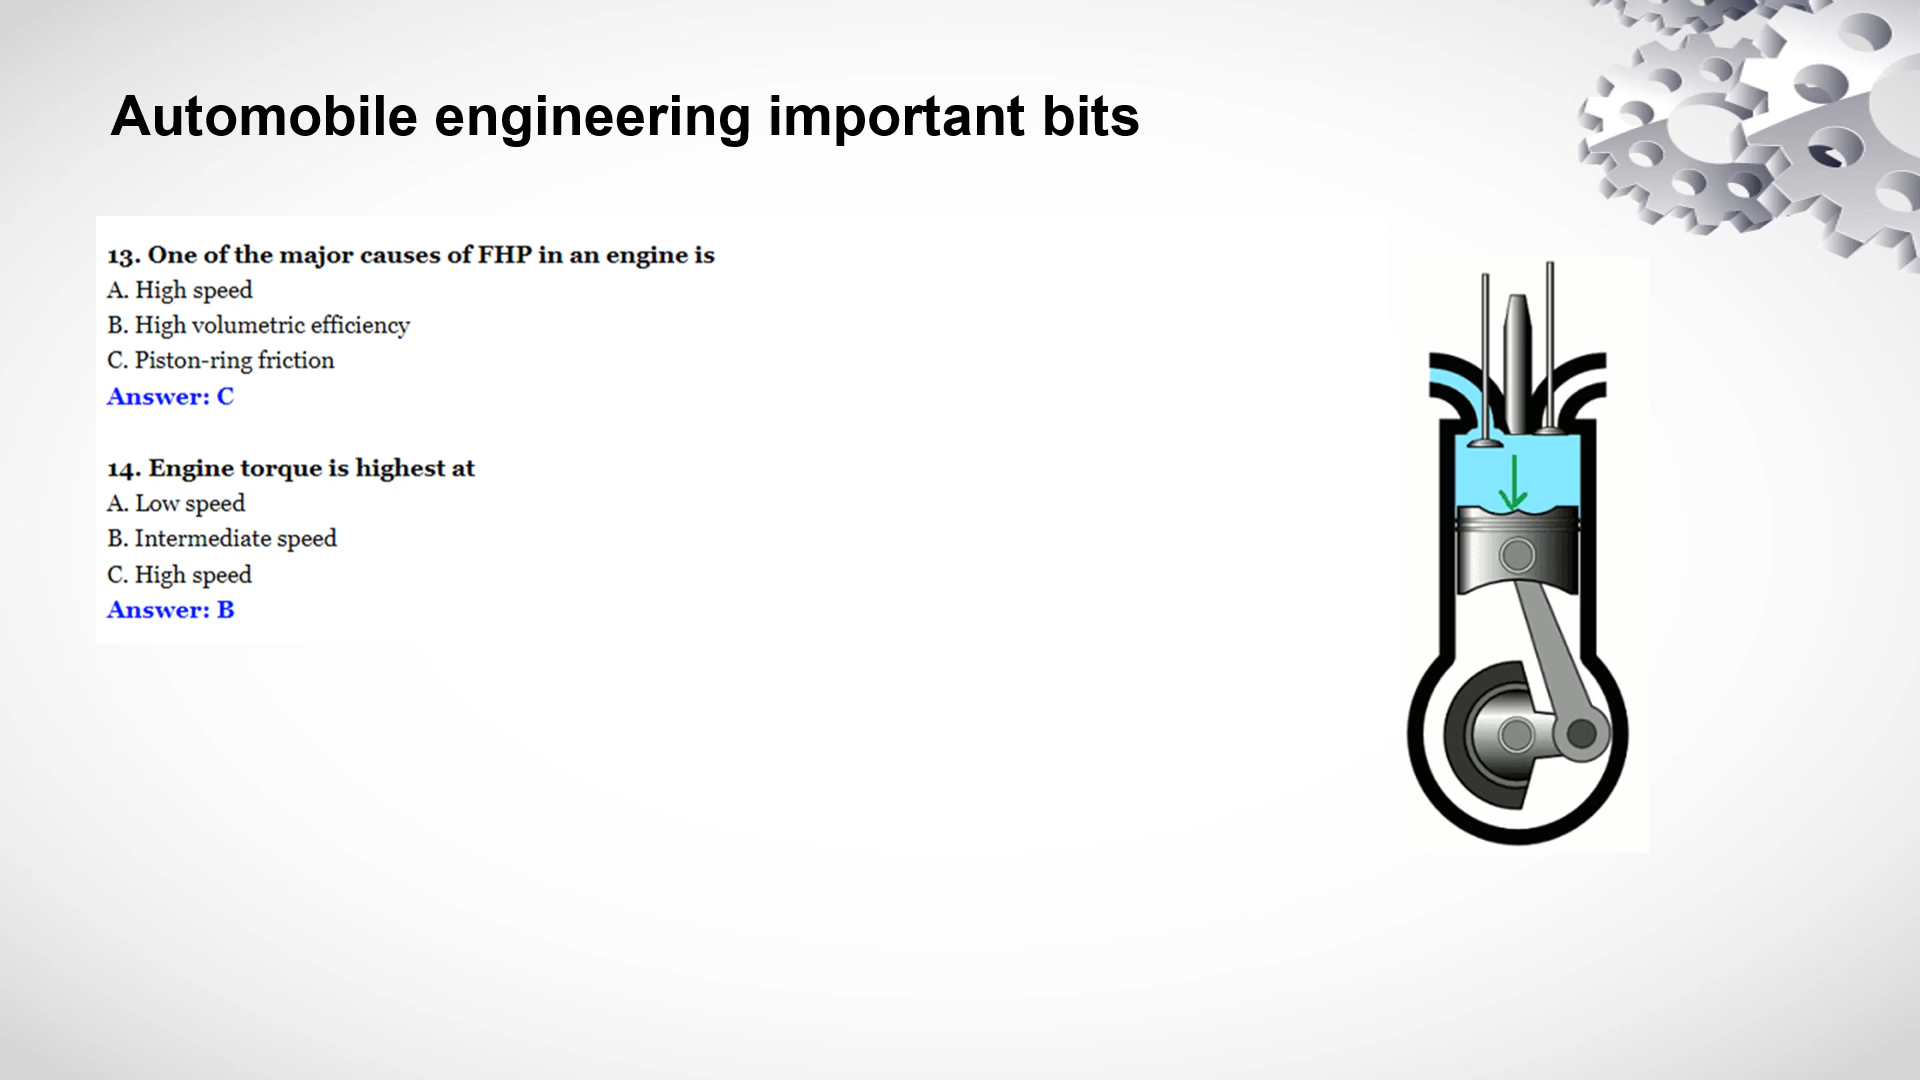 Automobile engineering important bits
13. One of the major causes of FHP in an engine is
A. High speed
B. High volumetric efficiency
C. Piston-ring friction
Answer: C
14. Engine torque is highest at
A. Low speed
B. Intermediate speed
C. High speed
Answer: B